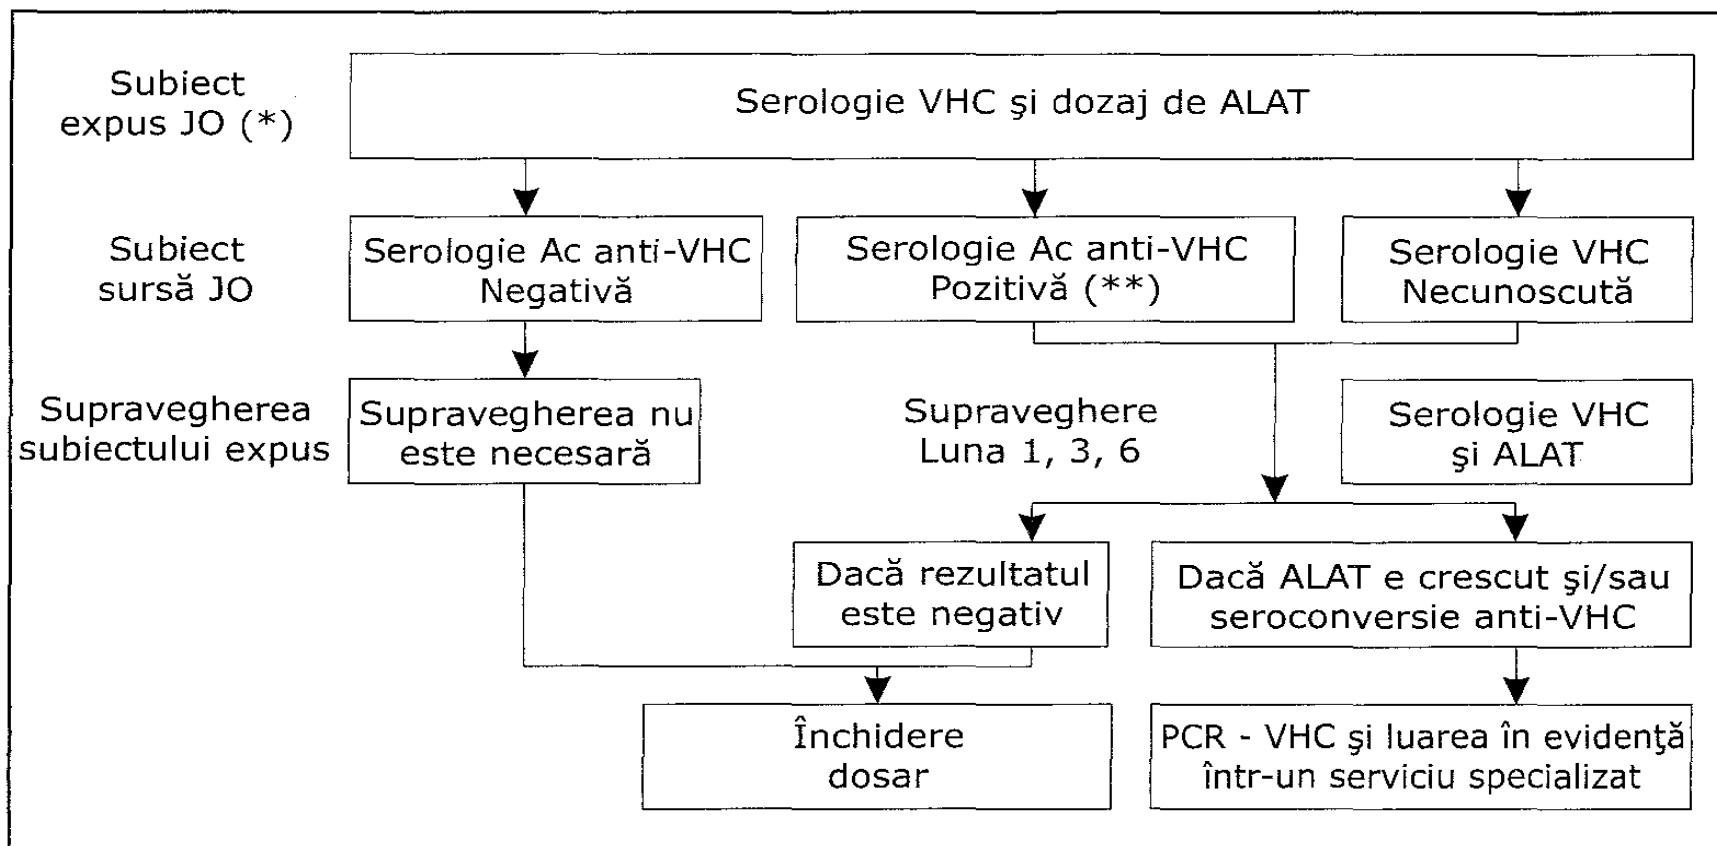 Subiect
expus JO (*)
Serologie VHC şi dozaj de ALAT
Subiect
sursă JO
Serologie Ac anti-VHC
Negativă
Serologie Ac anti-VHC
Pozitivă (**)
Serologie VHC
Necunoscută
Supravegherea
subiectului expus
Supravegherea nu
este necesară
Supraveghere
Luna 1, 3, 6
Serologie VHC
şi ALAT
Dacă rezultatul
este negativ
Dacă ALAT e crescut şi/sau
seroconversie anti-VHC
Închidere
dosar
PCR - VHC şi luarea în evidenţă
într-un serviciu specializat